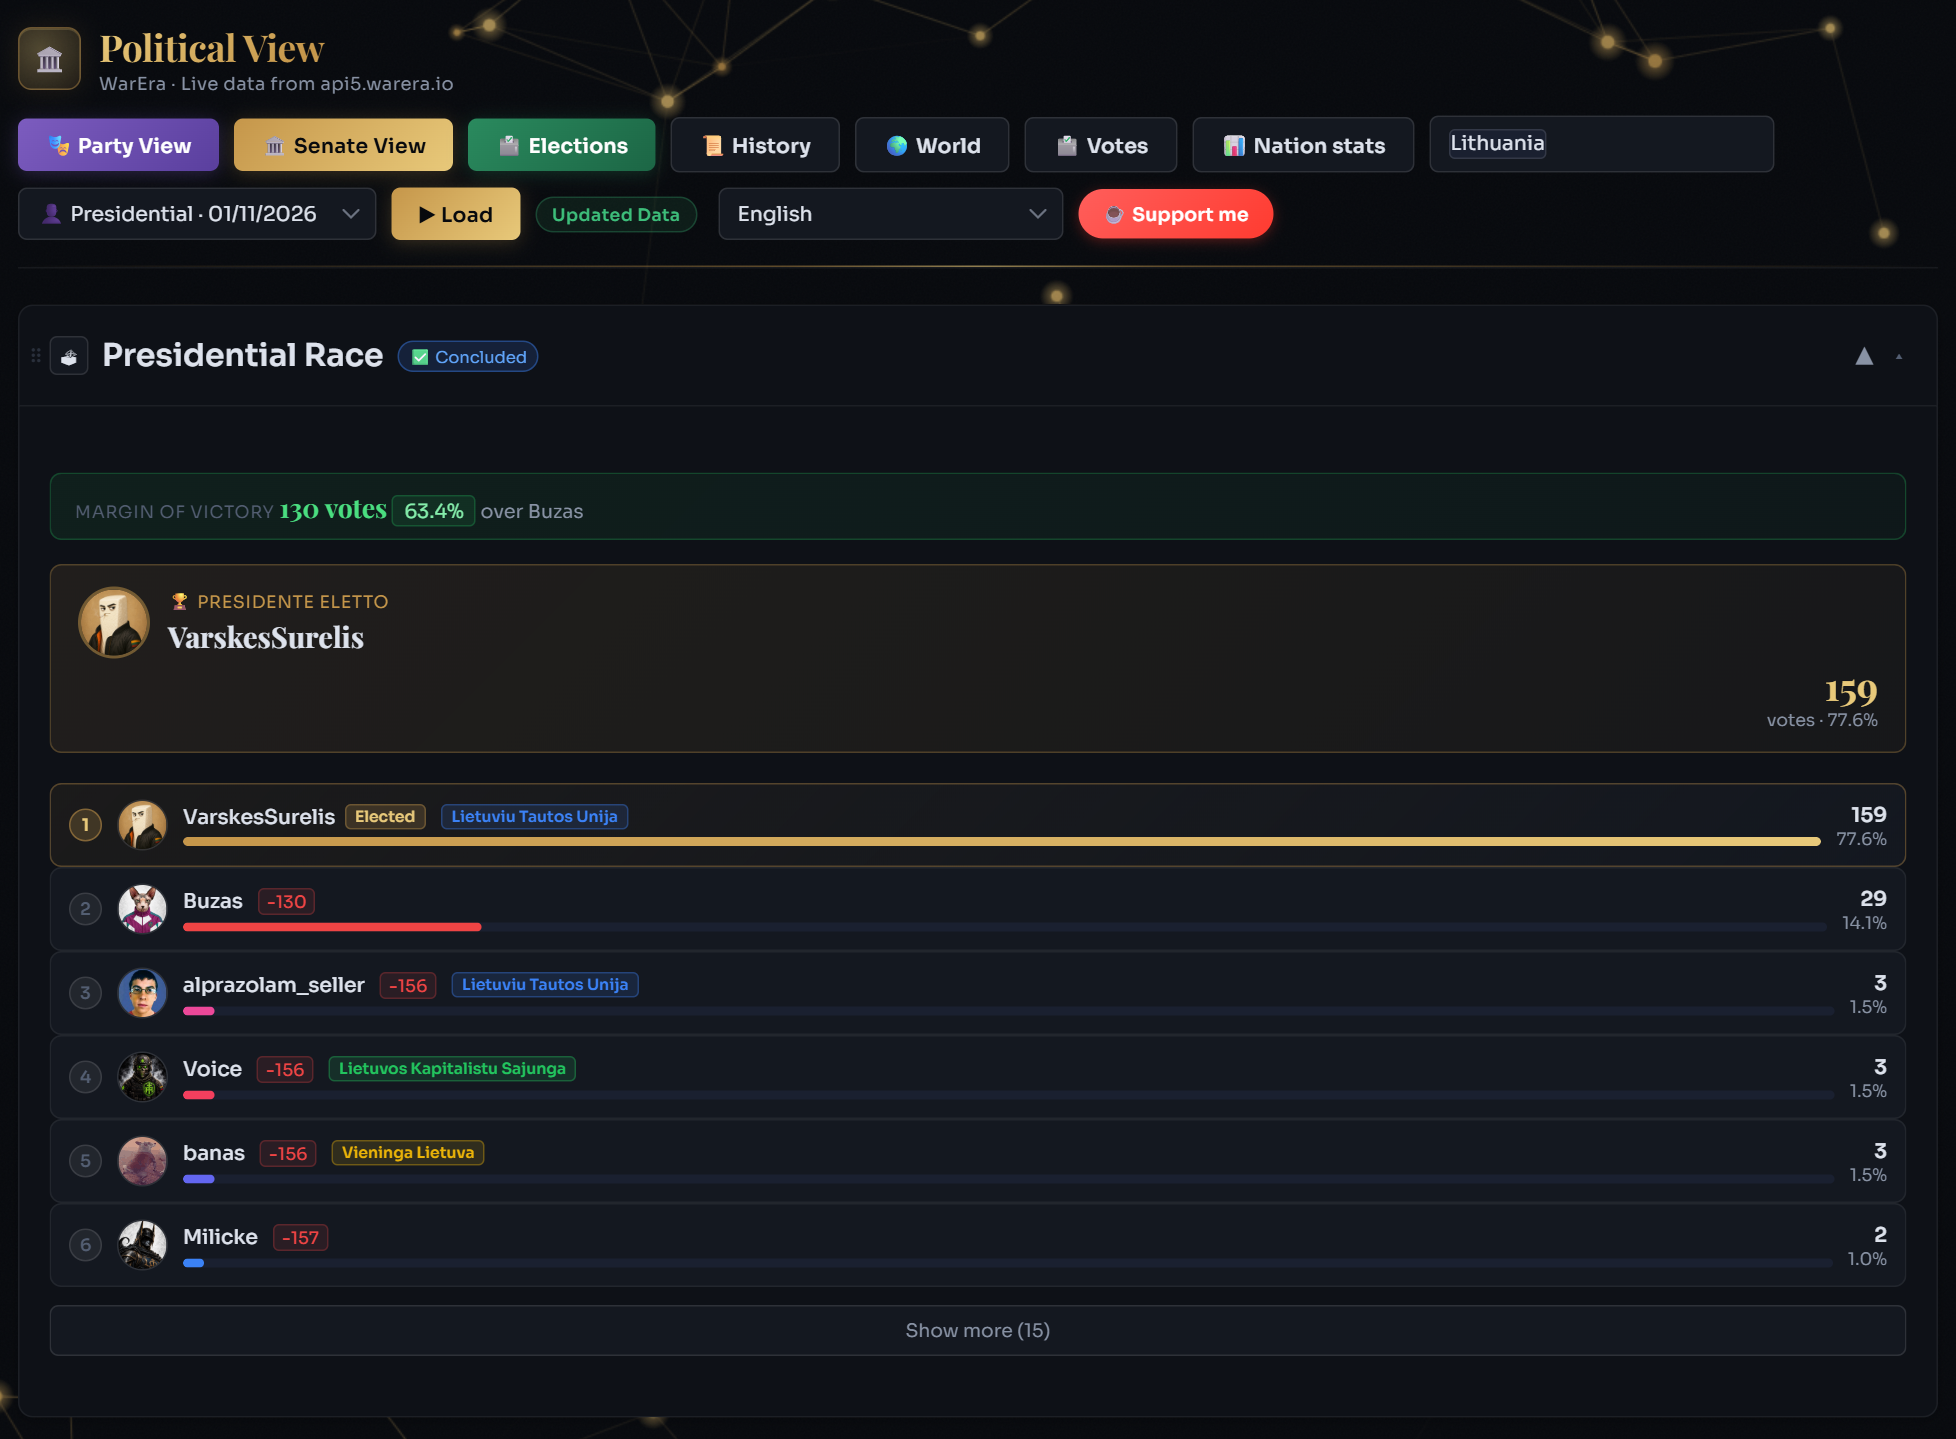 Political View
WarEra · Live data from api5.warera.io
Party View
Senate View
Elections
History
World
Votes
Nation stats
Lithuania
Presidential · 01/11/2026
▶ Load
Updated Data
English
Support me
Presidential Race
Concluded
MARGIN OF VICTORY 130 votes 63.4% over Buzas
PRESIDENTE ELETTO
VarskesSurelis
159
votes · 77.6%
1 VarskesSurelis Elected Lietuviu Tautos Unija 159
77.6%
2 Buzas -130 29
14.1%
3 alprazolam_seller -156 Lietuviu Tautos Unija 3
1.5%
4 Voice -156 Lietuvos Kapitalistu Sajunga 3
1.5%
5 banas -156 Vieninga Lietuva 3
1.5%
6 Milicke -157 2
1.0%
Show more (15)